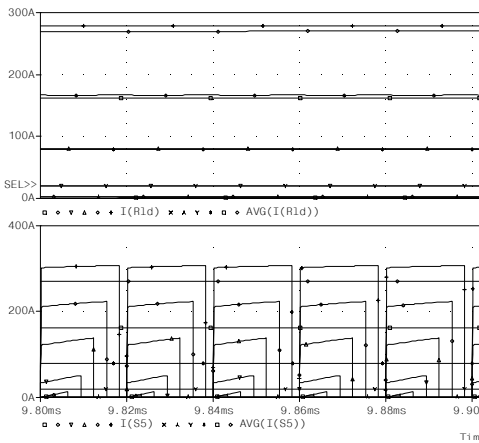 300A
200A
100A
SEL>>
0A
I(Rld) AVG(I(Rld))
400A
200A
0A
9.80ms 9.82ms 9.84ms 9.86ms 9.88ms 9.90
I(S5) AVG(I(S5))
Tim